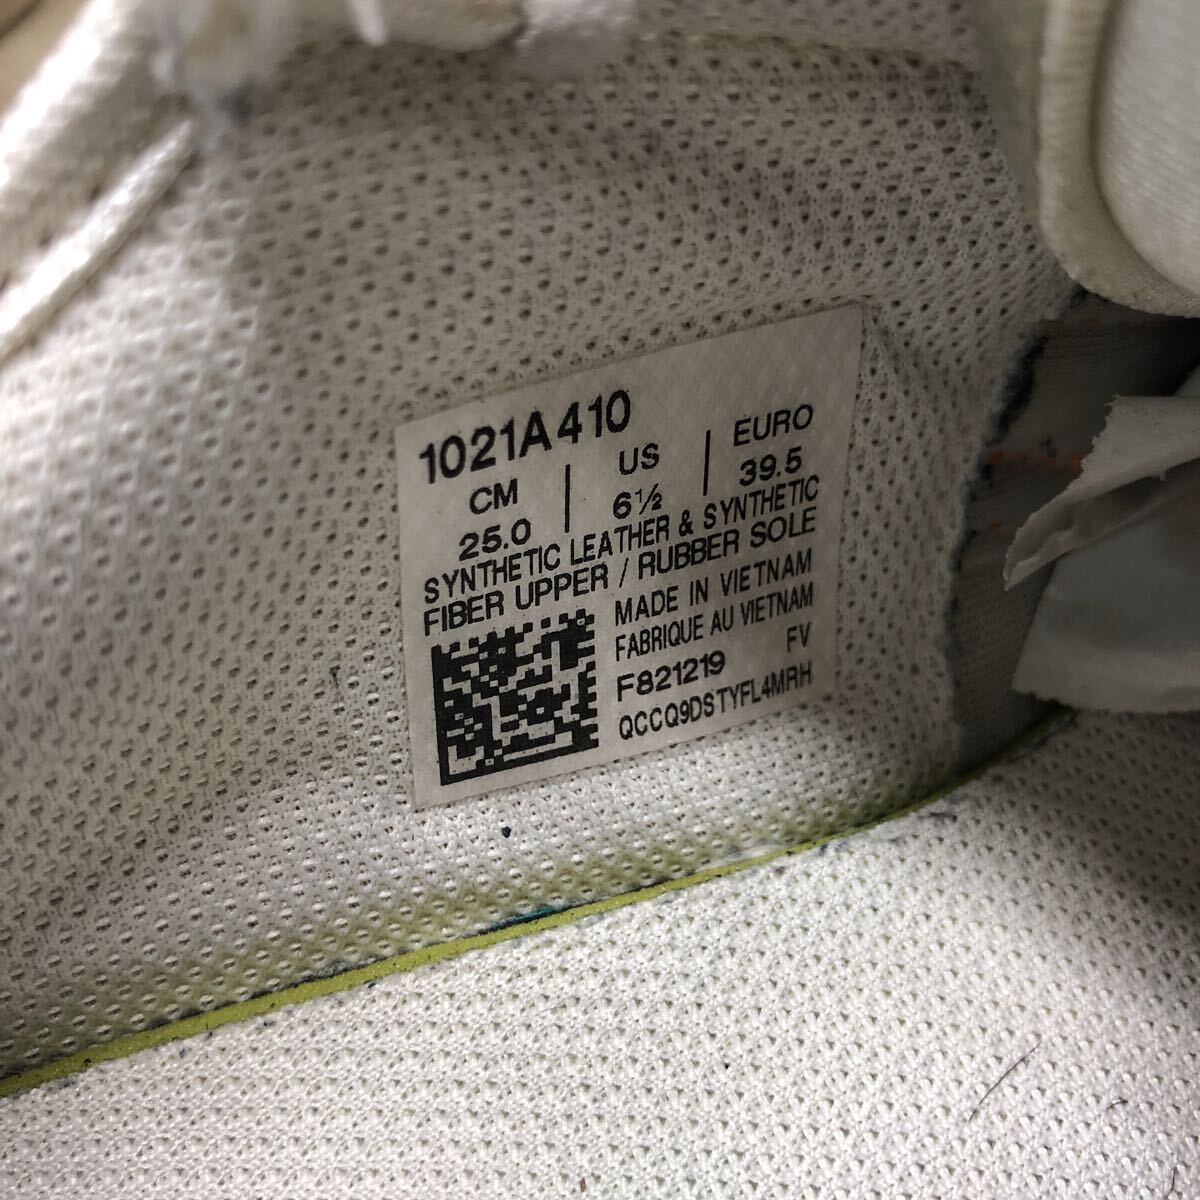 1021A410
CM | US | EURO
25.0 | 6½ | 39.5
SYNTHETIC LEATHER & SYNTHETIC
FIBER UPPER / RUBBER SOLE
MADE IN VIETNAM
FABRIQUE AU VIETNAM
F821219 FV
QCCQ9DSTYFL4MRH